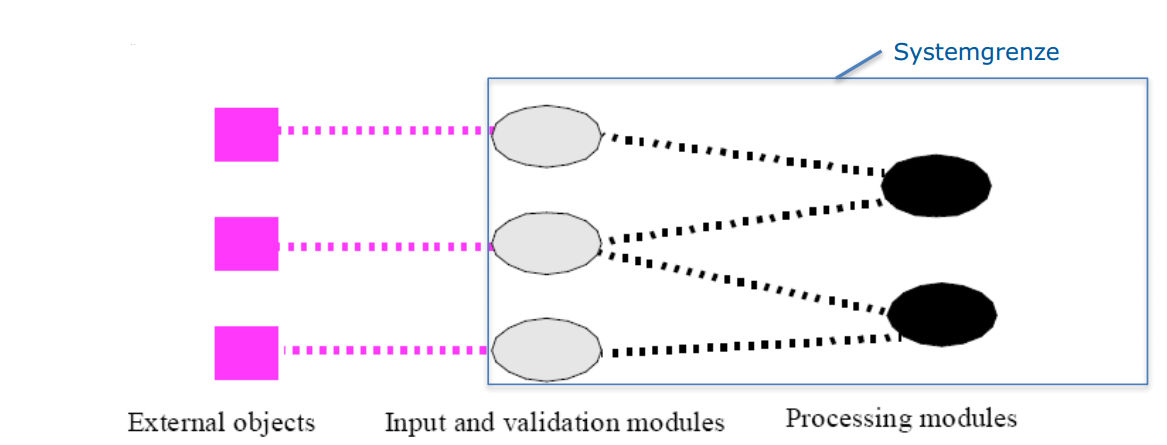 Systemgrenze
External objects
Input and validation modules
Processing modules